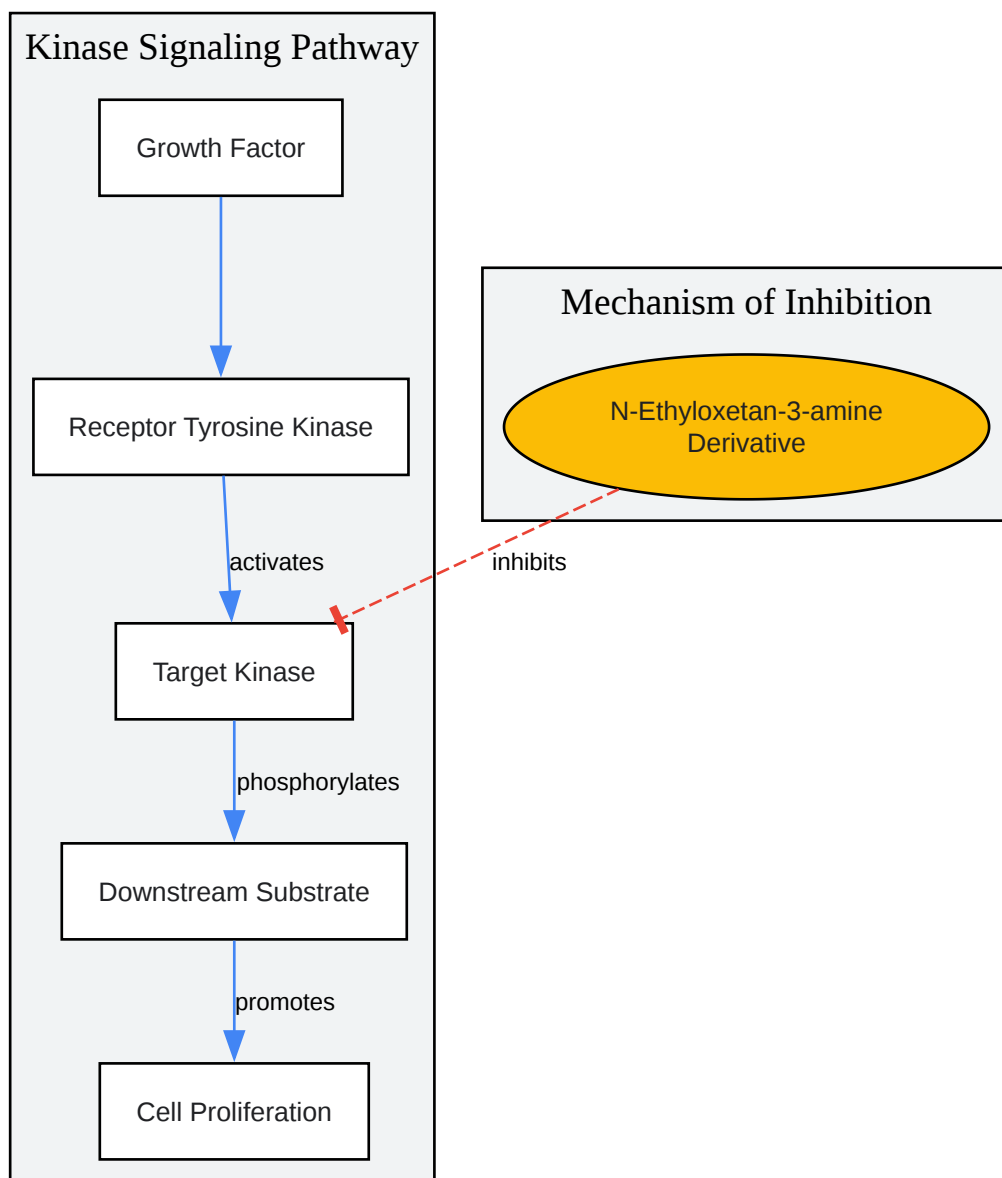 Kinase Signaling Pathway
Growth Factor
Mechanism of Inhibition
N-Ethyloxetan-3-amine
Derivative
Receptor Tyrosine Kinase
activates
inhibits
Target Kinase
phosphorylates
Downstream Substrate
promotes
Cell Proliferation